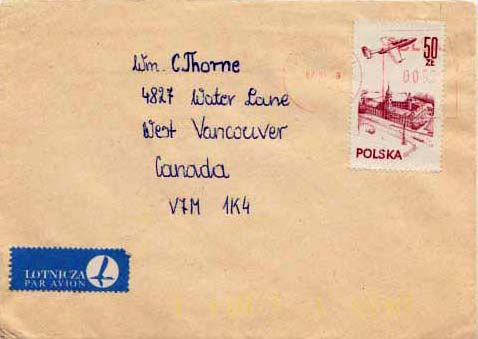 Wm. C Thorne
4827 Water Lane
West Vancouver
Canada
V7M 1K4
50
ZŁ
POLSKA
LOTNICZA
PAR AVION